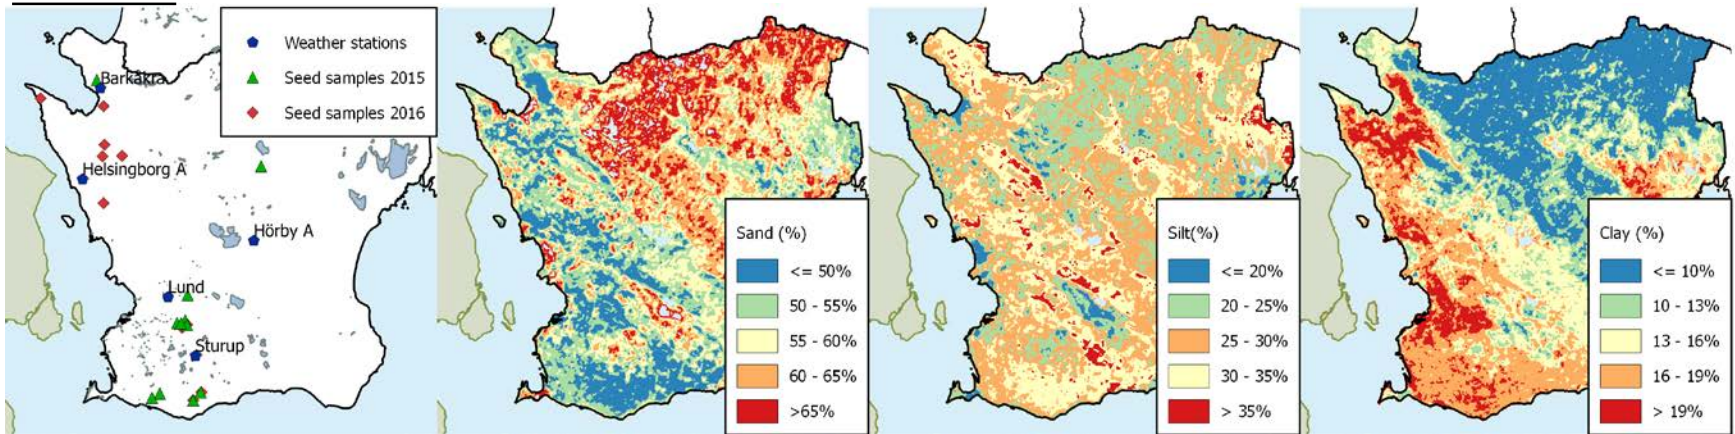 Weather stations
Seed samples 2015
Seed samples 2016
Barkåkra
Helsingborg A
Hörby A
Lund
Sturup
Sand (%)
<= 50%
50 - 55%
55 - 60%
60 - 65%
>65%
Silt(%)
<= 20%
20 - 25%
25 - 30%
30 - 35%
> 35%
Clay (%)
<= 10%
10 - 13%
13 - 16%
16 - 19%
> 19%